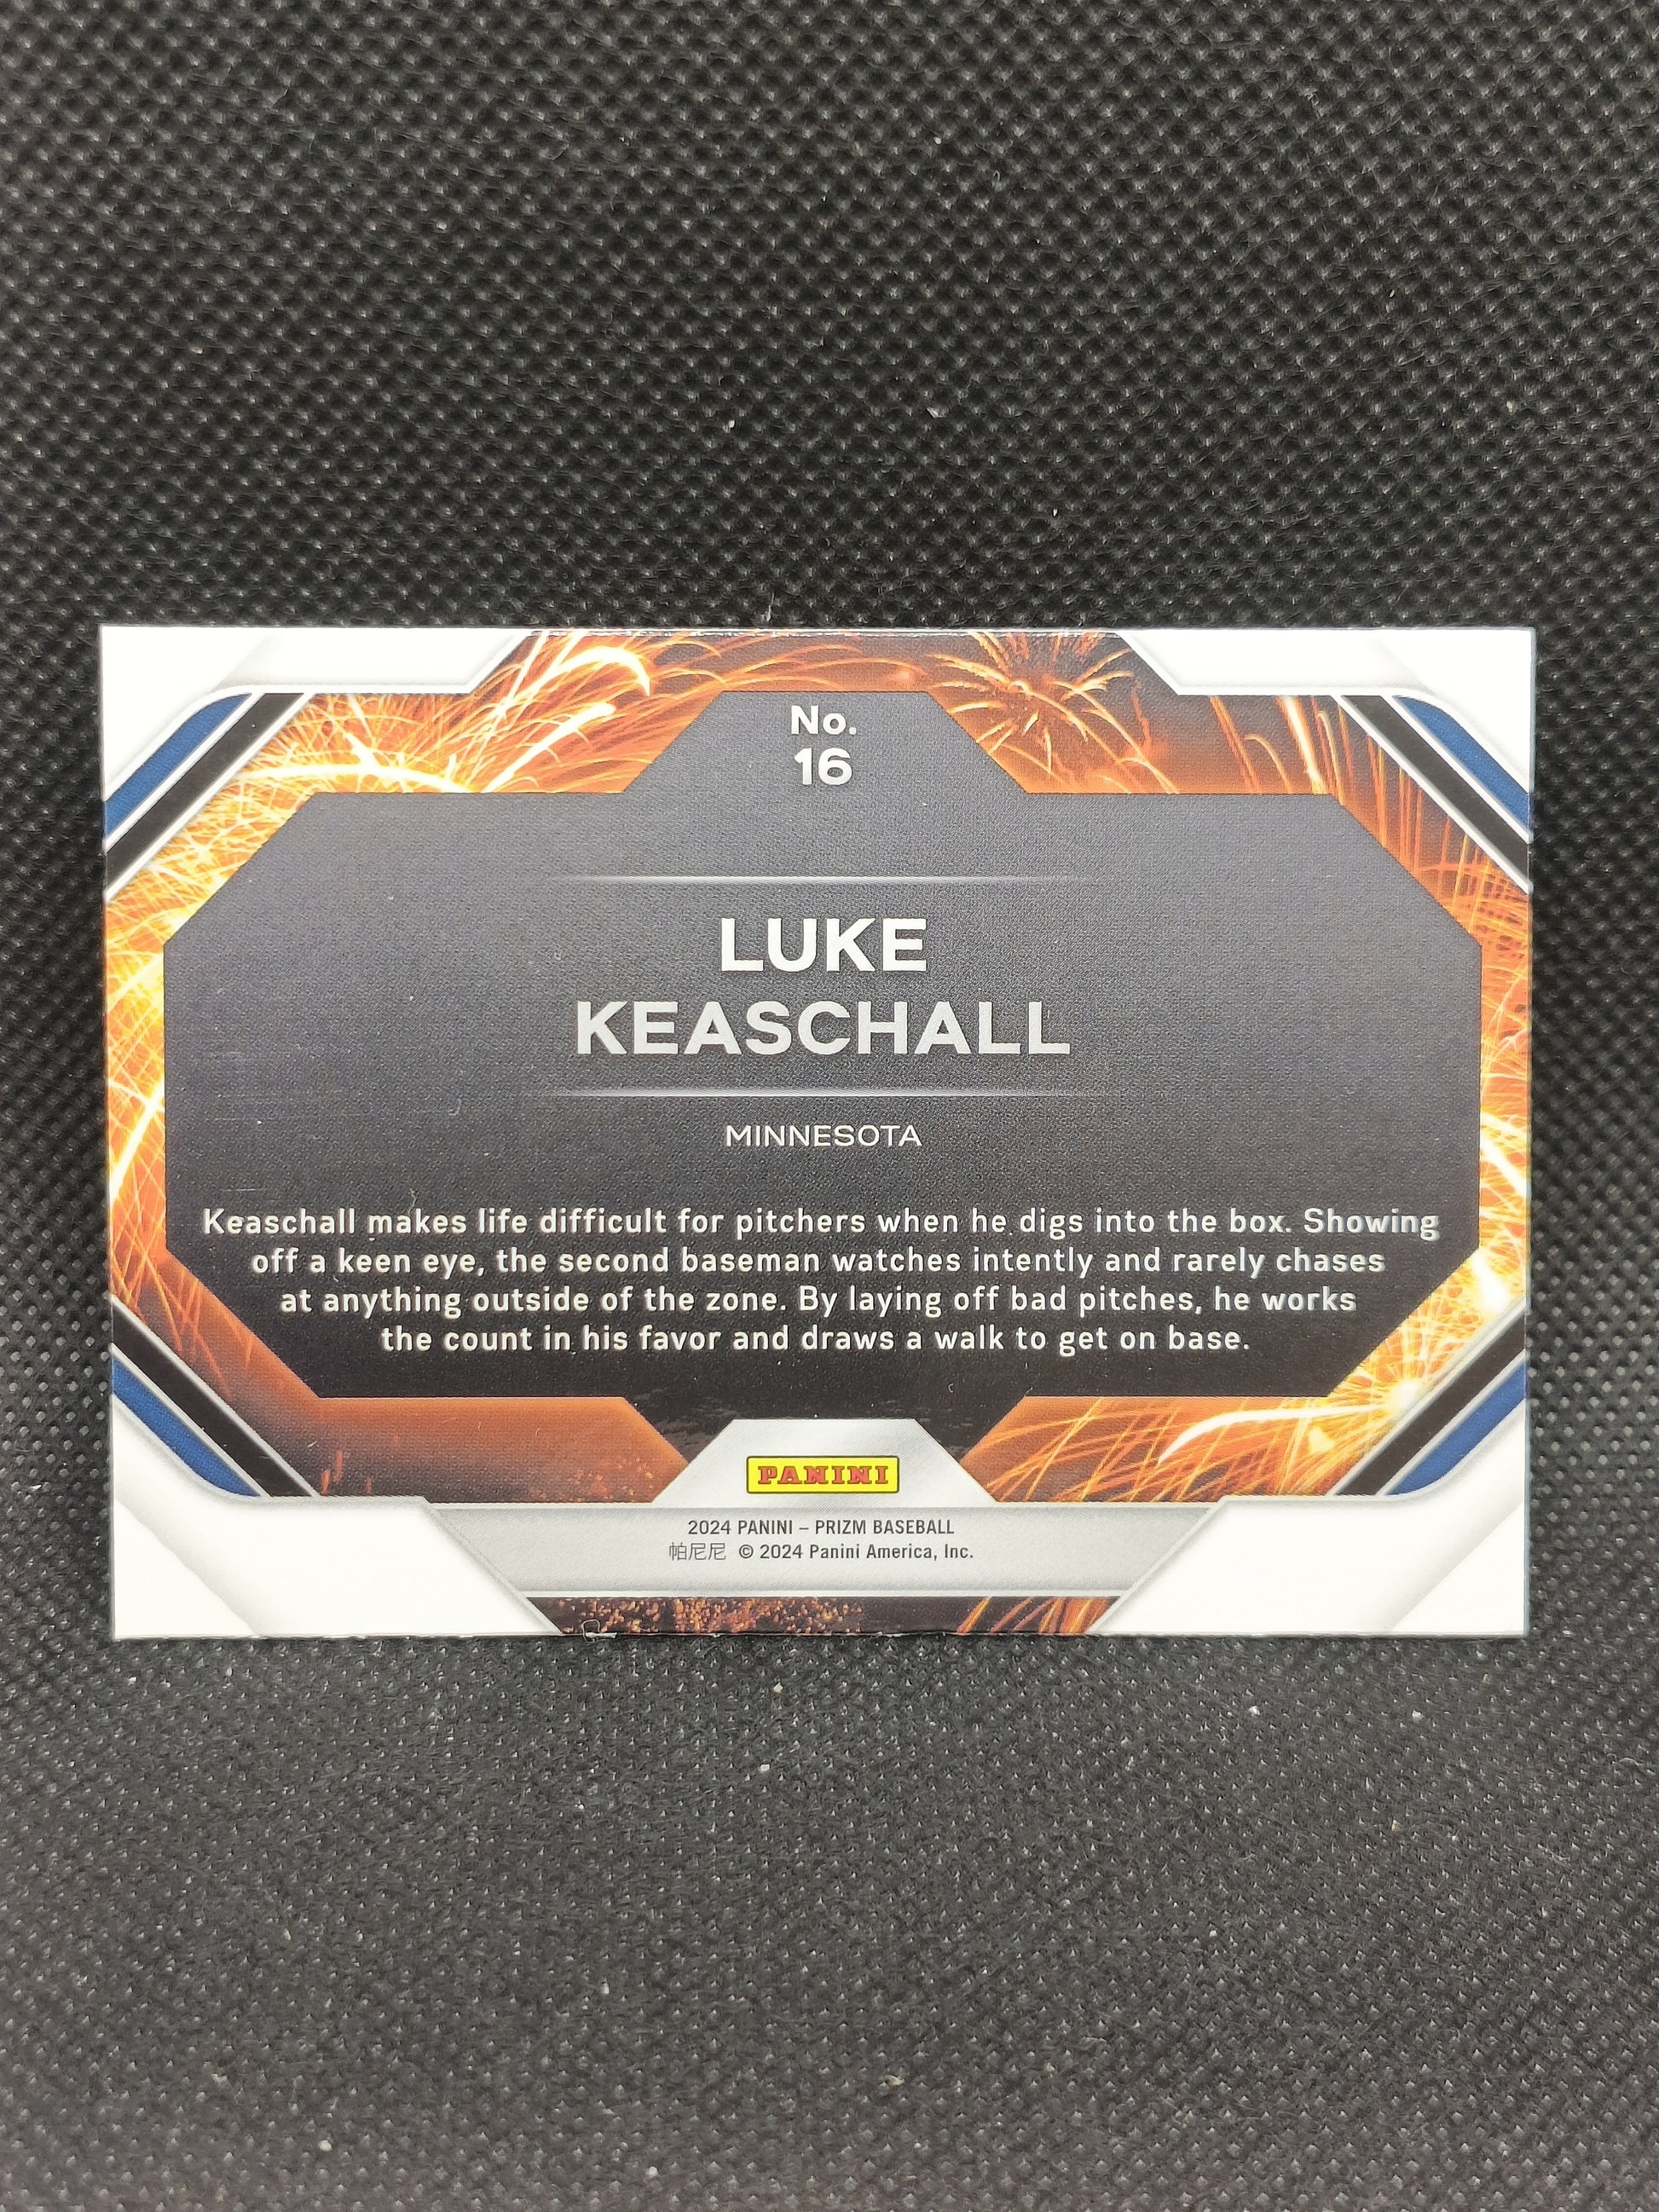 No.
16
LUKE
KEASCHALL
MINNESOTA
Keaschall makes life difficult for pitchers when he digs into the box. Showing
off a keen eye, the second baseman watches intently and rarely chases
at anything outside of the zone. By laying off bad pitches, he works
the count in his favor and draws a walk to get on base.
PANINI
2024 PANINI – PRIZM BASEBALL
帕尼尼 © 2024 Panini America, Inc.